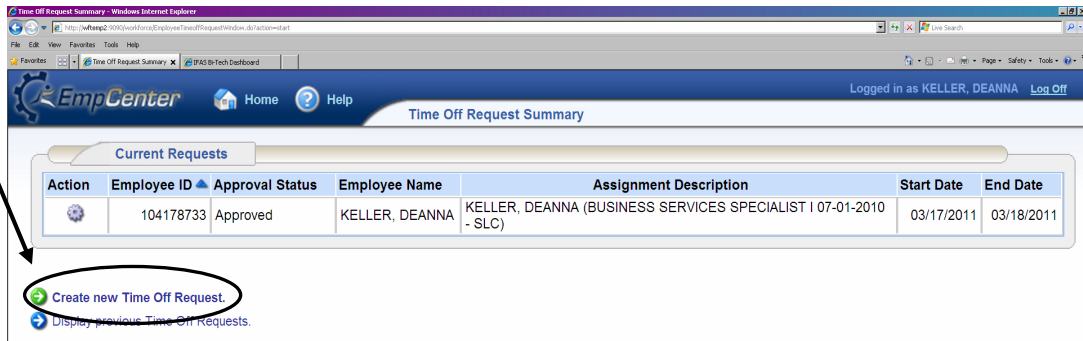 Time Off Request Summary - Windows Internet Explorer
http://wftemp2:9090/workforce/EmployeeTimeoffRequestWindow.do?action=start
Live Search
File Edit View Favorites Tools Help
Favorites Time Off Request Summary IFAS Bi-Tech Dashboard Page Safety Tools
EmpCenter Home Help Logged in as KELLER, DEANNA Log Off
Time Off Request Summary
Current Requests
Action Employee ID Approval Status Employee Name Assignment Description Start Date End Date
104178733 Approved KELLER, DEANNA KELLER, DEANNA (BUSINESS SERVICES SPECIALIST I 07-01-2010 - SLC) 03/17/2011 03/18/2011
Create new Time Off Request.
Display previous Time Off Requests.